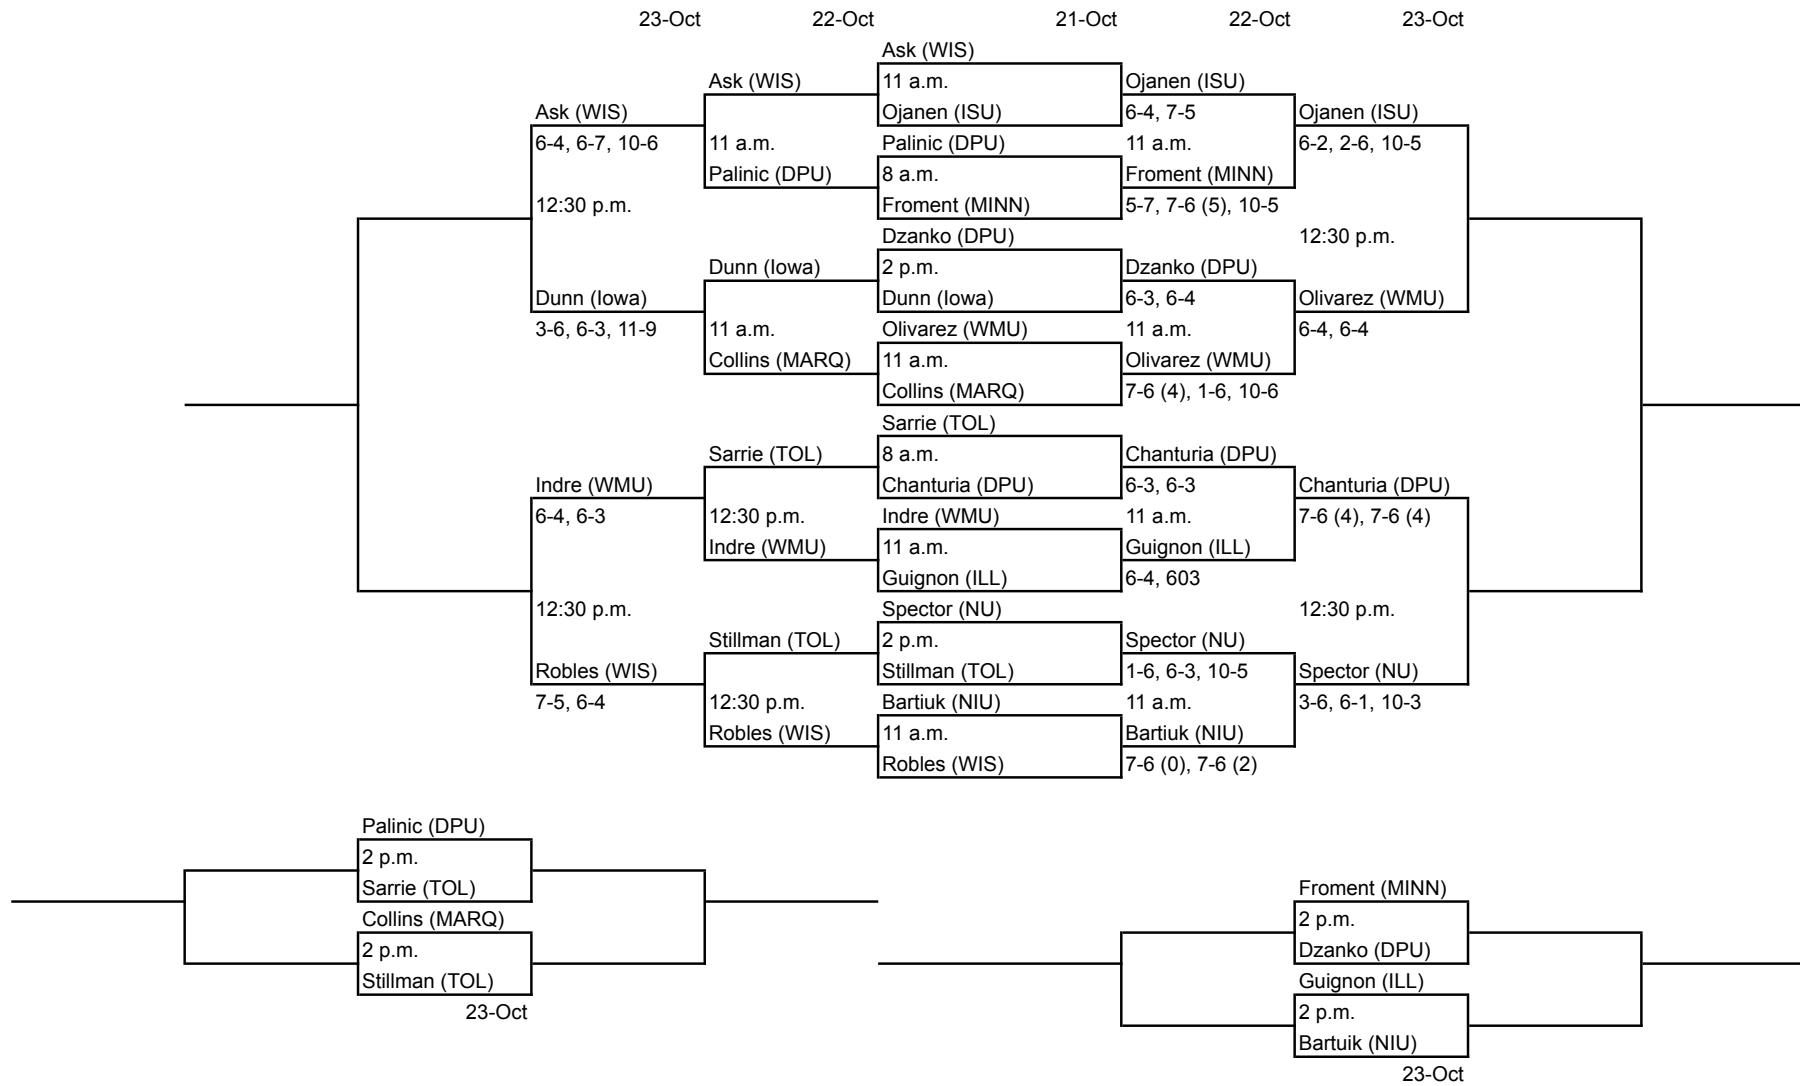 23-Oct 22-Oct 21-Oct 22-Oct 23-Oct
Ask (WIS)
Ask (WIS) 11 a.m. Ojanen (ISU)
Ask (WIS) Ojanen (ISU) 6-4, 7-5 Ojanen (ISU)
6-4, 6-7, 10-6 11 a.m. Palinic (DPU) 11 a.m. 6-2, 2-6, 10-5
Palinic (DPU) 8 a.m. Froment (MINN)
12:30 p.m. Froment (MINN) 5-7, 7-6 (5), 10-5
Dzanko (DPU) 12:30 p.m.
Dunn (Iowa) 2 p.m. Dzanko (DPU)
Dunn (Iowa) Dunn (Iowa) 6-3, 6-4 Olivarez (WMU)
3-6, 6-3, 11-9 11 a.m. Olivarez (WMU) 11 a.m. 6-4, 6-4
Collins (MARQ) 11 a.m. Olivarez (WMU)
Collins (MARQ) 7-6 (4), 1-6, 10-6
Sarrie (TOL)
Sarrie (TOL) 8 a.m. Chanturia (DPU)
Indre (WMU) Chanturia (DPU) 6-3, 6-3 Chanturia (DPU)
6-4, 6-3 12:30 p.m. Indre (WMU) 11 a.m. 7-6 (4), 7-6 (4)
Indre (WMU) 11 a.m. Guignon (ILL)
Guignon (ILL) 6-4, 603
12:30 p.m. Spector (NU) 12:30 p.m.
Stillman (TOL) 2 p.m. Spector (NU)
Robles (WIS) Stillman (TOL) 1-6, 6-3, 10-5 Spector (NU)
7-5, 6-4 12:30 p.m. Bartiuk (NIU) 11 a.m. 3-6, 6-1, 10-3
Robles (WIS) 11 a.m. Bartiuk (NIU)
Robles (WIS) 7-6 (0), 7-6 (2)
Palinic (DPU)
2 p.m.
Sarrie (TOL)
Collins (MARQ)
2 p.m.
Stillman (TOL)
23-Oct
Froment (MINN)
2 p.m.
Dzanko (DPU)
Guignon (ILL)
2 p.m.
Bartuik (NIU)
23-Oct